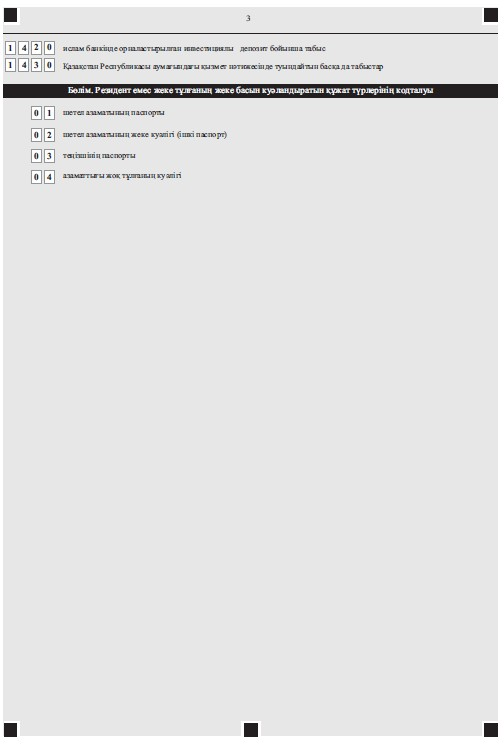 3
1420 ислам банкінде орналастырылған инвестициялы депозит бойынша табыс
1430 Қазақстан Республикасы аумағындағы қызмет нәтижесінде туындайтын басқа да табыстар
Бөлім. Резидент емес жеке тұлғаның жеке басын куәландыратын құжат түрлерінің кодталуы
01 шетел азаматының паспорты
02 шетел азаматының жеке куәлігі (ішкі паспорт)
03 теңізшінің паспорты
04 азаматтығы жоқ тұлғаның куәлігі